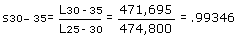 s30- 35 = L30 - 35 / L25 - 30 = 471,695 / 474,800 = .99346